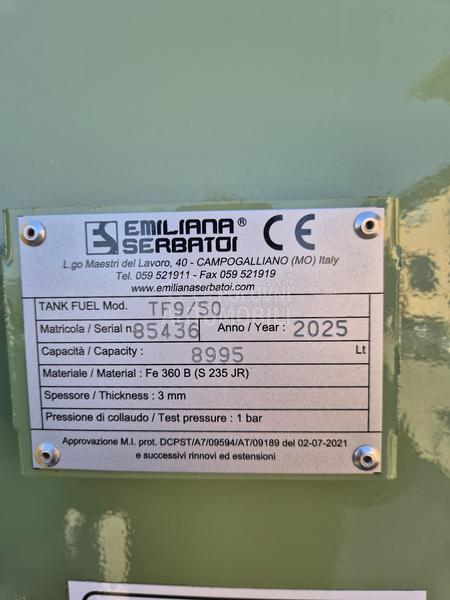 EMILIANA® CE
SERBATOI
L.go Maestri del Lavoro, 40 - CAMPOGALLIANO (MO) Italy
Tel. 059 521911 - Fax 059 521919
www.emilianaserbatoi.com
TANK FUEL Mod. TF9/50
Matricola / Serial n. 85436 Anno / Year : 2025
Capacità / Capacity : 8995 Lt
Materiale / Material : Fe 360 B (S 235 JR)
Spessore / Thickness : 3 mm
Pressione di collaudo / Test pressure : 1 bar
Approvazione M.I. prot. DCPST/A7/09594/AT/09189 del 02-07-2021
e successivi rinnovi ed estensioni